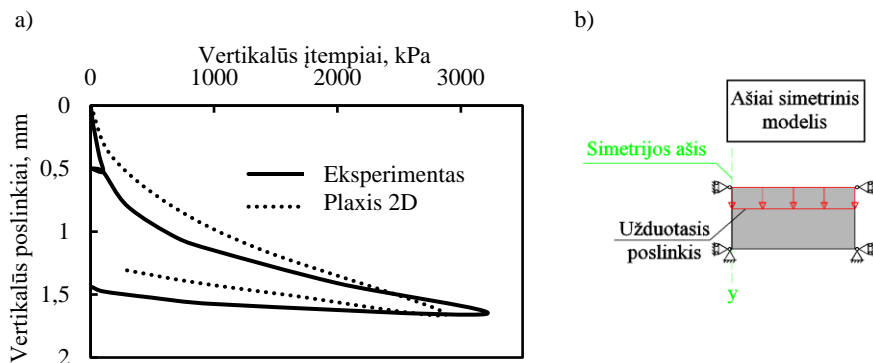 a)
Vertikalūs įtempiai, kPa
0 1000 2000 3000
Vertikalūs poslinkiai, mm
0
0,5
1
1,5
2
Eksperimentas
Plaxis 2D
b)
Ašiai simetrinis
modelis
Simetrijos ašis
Užduotasis
poslinkis
y